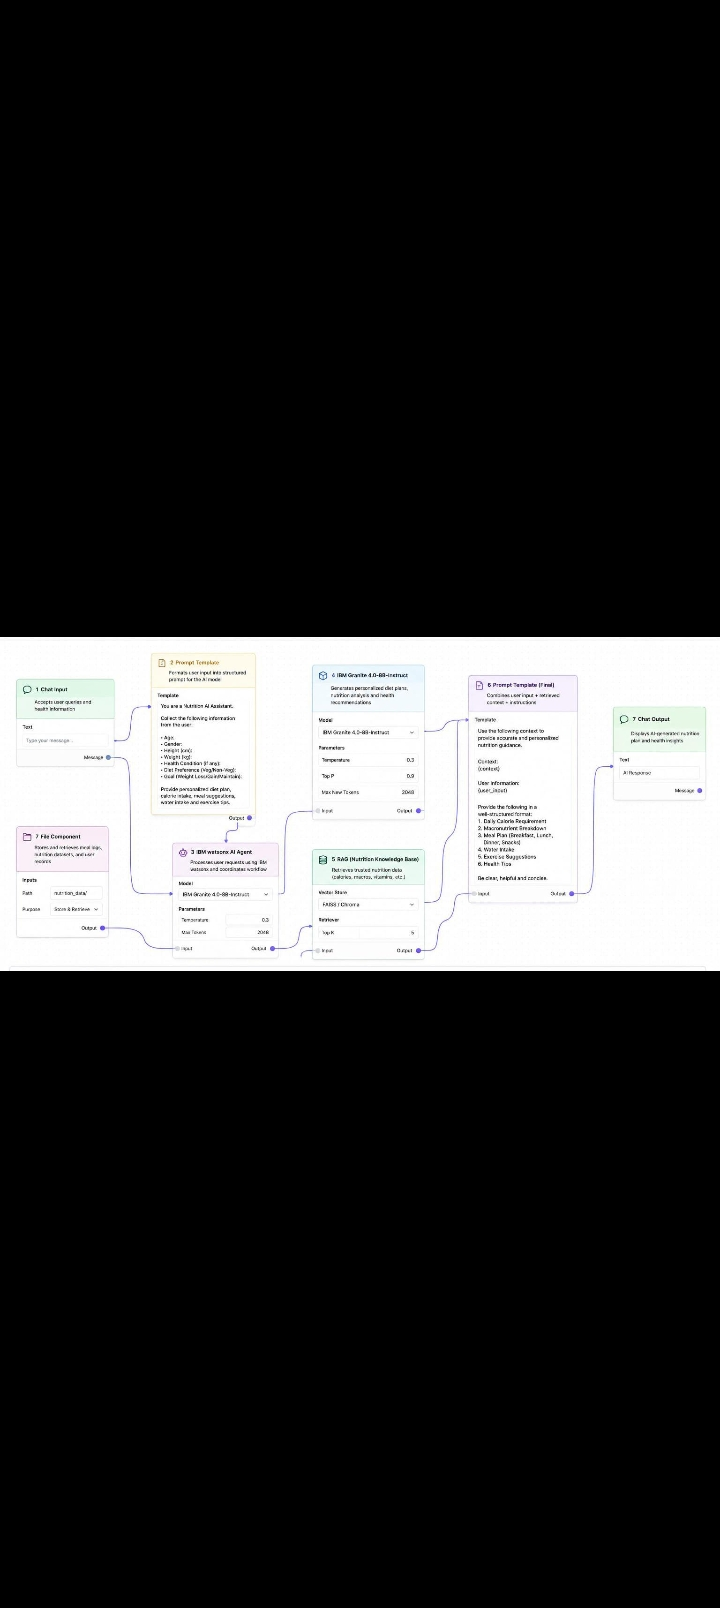 1 Chat Input
Accepts user queries and
health information
Text
Type your message...
Message
7 File Component
Stores and retrieves meal logs,
nutrition datasets, and user
records
Inputs
Path nutrition_data/
Purpose Store & Retrieve
Output
2 Prompt Template
Formats user input into structured
prompt for the AI mode
Template
You are a Nutrition AI Assistant.
Collect the following information
from the user:
• Age:
• Gender:
• Height (cm):
• Weight (kg):
• Health Condition (if any):
• Diet Preference (Veg/Non-Veg):
• Goal (Weight Loss/Gain/Maintain):
Provide personalized diet plan,
calorie intake, meal suggestions,
water intake and exercise tips.
Output
3 IBM watsonx AI Agent
Processes user requests using IBM
watsonx and coordinates workflow
Model
IBM Granite 4.0-8B-Instruct
Parameters
Temperature 0.3
Max Tokens 2048
Input Output
4 IBM Granite 4.0-8B-Instruct
Generates personalized diet plans,
nutrition analysis and health
recommendations
Model
IBM Granite 4.0-8B-Instruct
Parameters
Temperature 0.3
Top P 0.9
Max New Tokens 2048
Input Output
5 RAG (Nutrition Knowledge Base)
Retrieves trusted nutrition data
(calories, macros, vitamins, etc.)
Vector Store
FAISS / Chroma
Retriever
Top K 5
Input Output
6 Prompt Template (Final)
Combines user input + retrieved
context + instructions
Template
Use the following context to
provide accurate and personalized
nutrition guidance.
Context:
{context}
User Information:
{user_input}
Provide the following in a
well-structured format:
1. Daily Calorie Requirement
2. Macronutrient Breakdown
3. Meal Plan (Breakfast, Lunch,
Dinner, Snacks)
4. Water Intake
5. Exercise Suggestions
6. Health Tips
Be clear, helpful and concise.
Input Output
7 Chat Output
Displays AI-generated nutrition
plan and health insights
Text
AI Response
Message